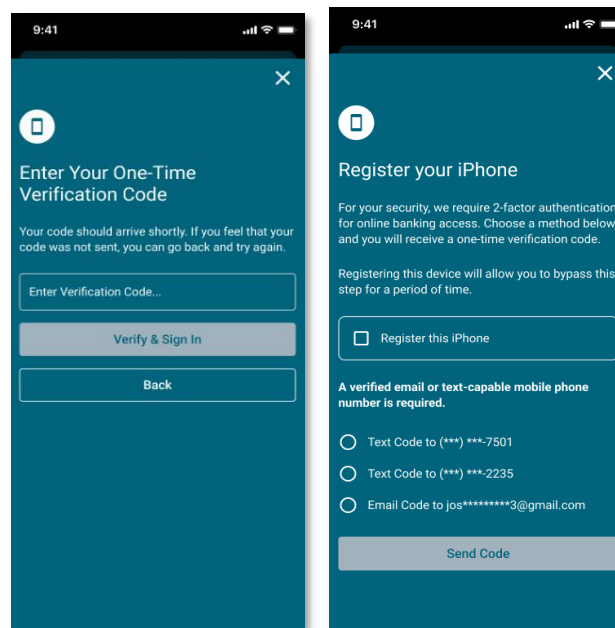 9:41
Enter Your One-Time
Verification Code
Your code should arrive shortly. If you feel that your
code was not sent, you can go back and try again.
Enter Verification Code...
Verify & Sign In
Back
9:41
Register your iPhone
For your security, we require 2-factor authentication
for online banking access. Choose a method below
and you will receive a one-time verification code.
Registering this device will allow you to bypass this
step for a period of time.
Register this iPhone
A verified email or text-capable mobile phone
number is required.
Text Code to (***) ***-7501
Text Code to (***) ***-2235
Email Code to jos*********3@gmail.com
Send Code